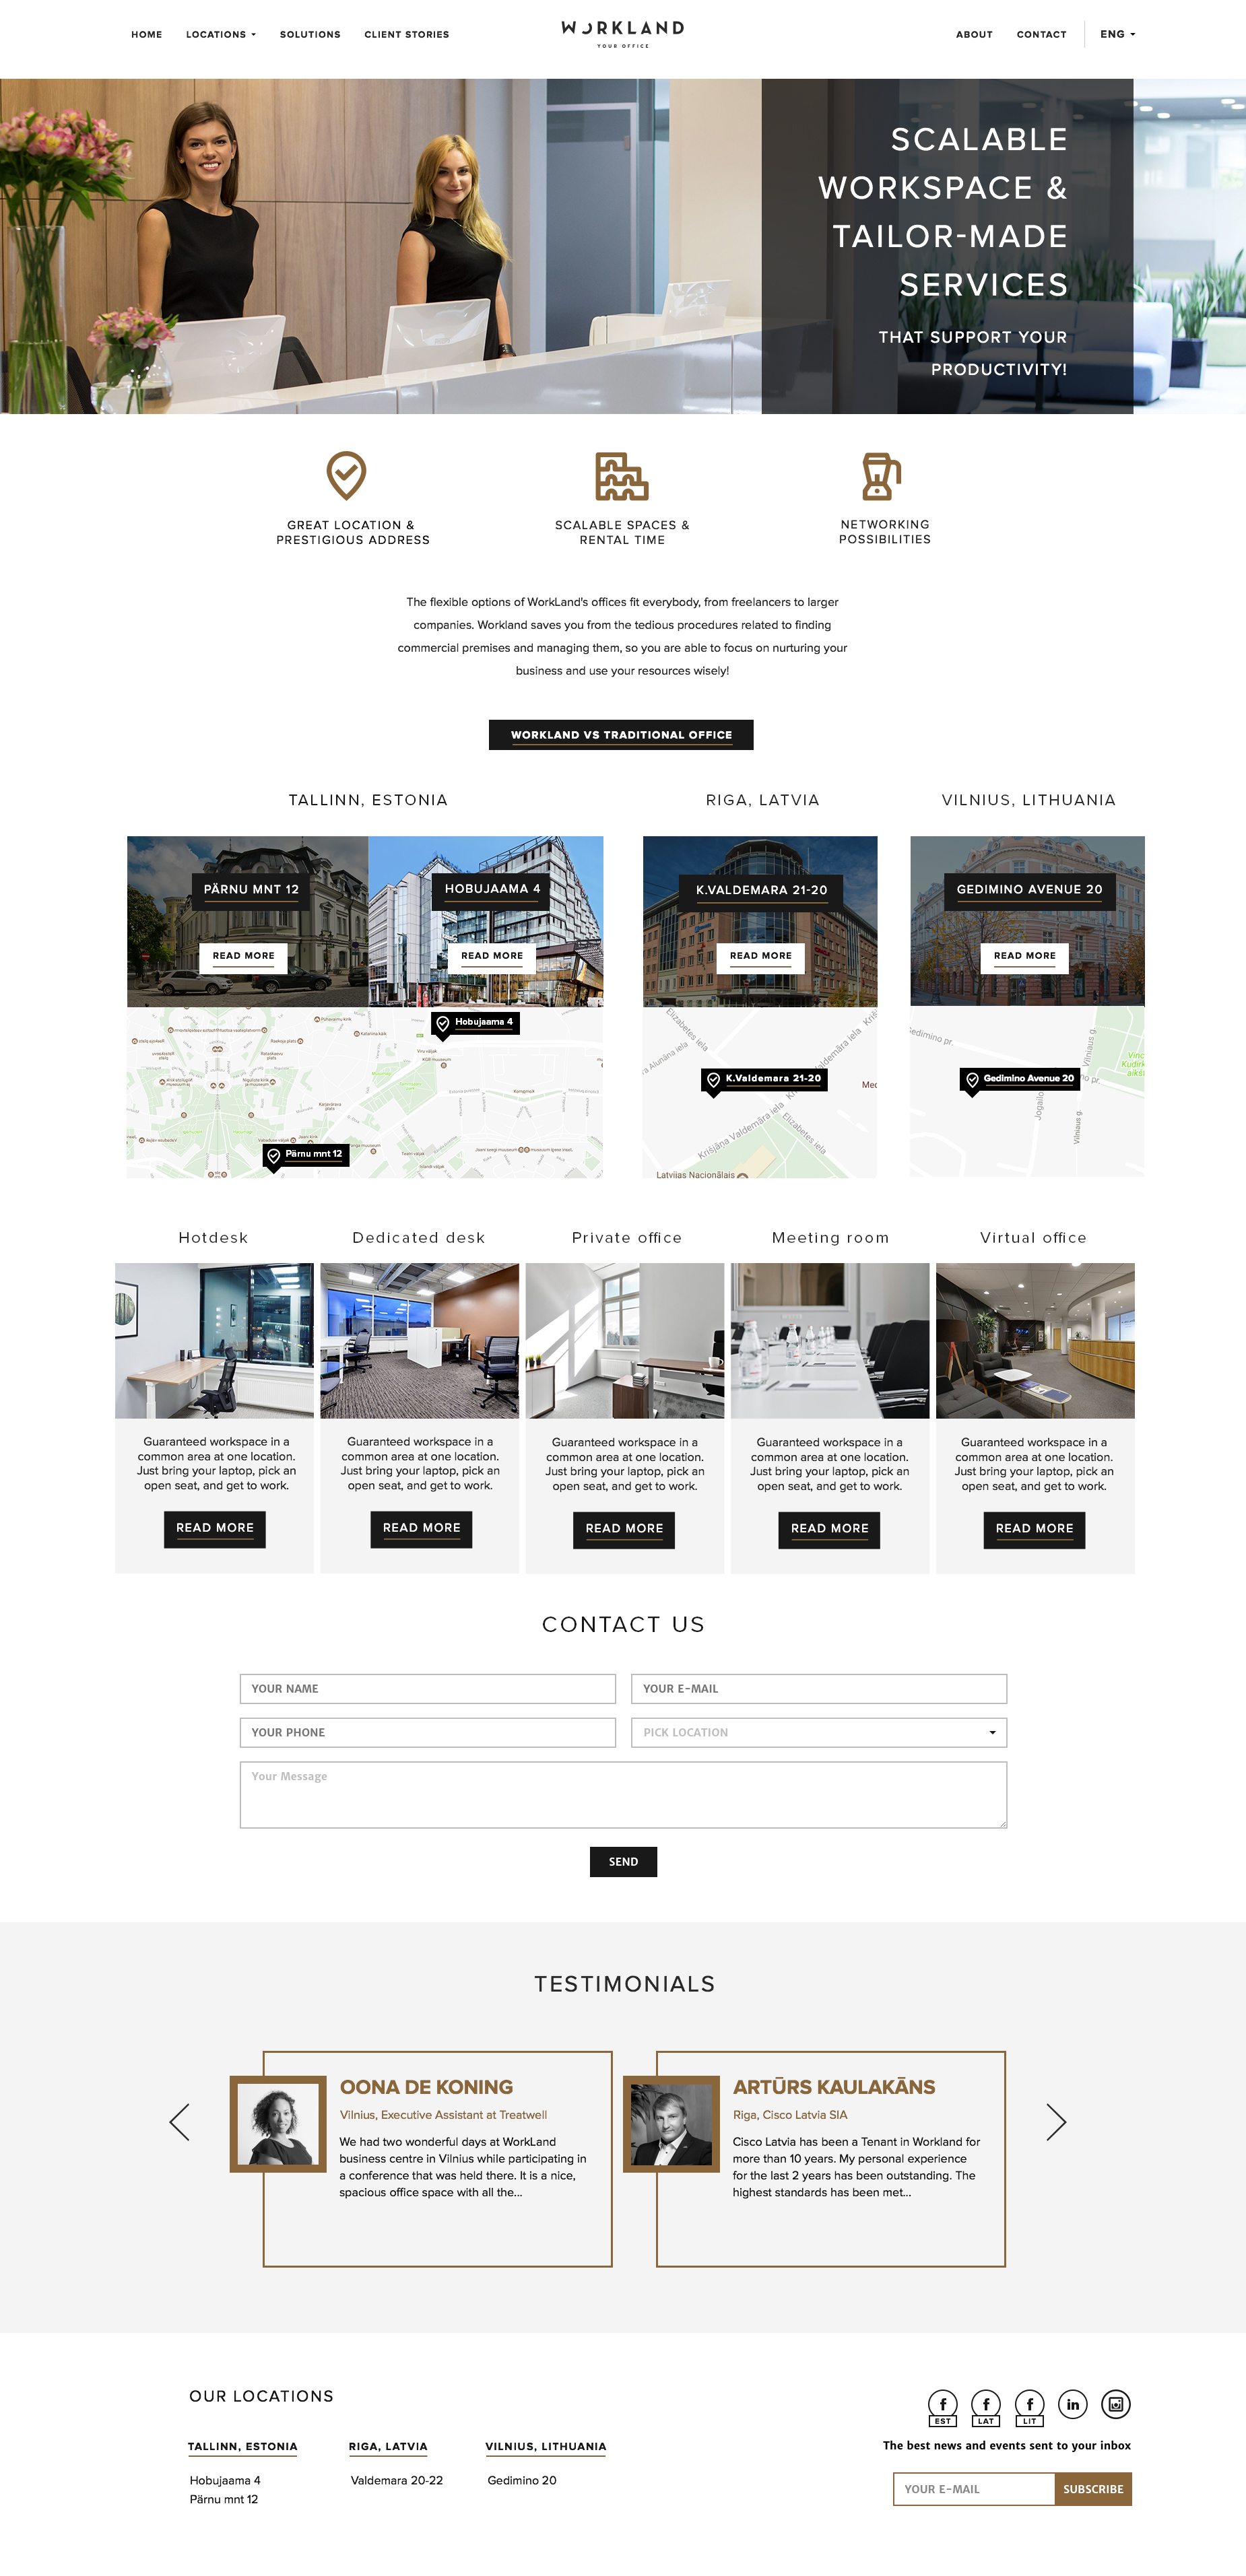 HOME
LOCATIONS
SOLUTIONS
CLIENT STORIES
WORKLAND
YOUR OFFICE
ABOUT
CONTACT
ENG
SCALABLE
WORKSPACE &
TAILOR-MADE
SERVICES
THAT SUPPORT YOUR
PRODUCTIVITY!
GREAT LOCATION &
PRESTIGIOUS ADDRESS
SCALABLE SPACES &
RENTAL TIME
NETWORKING
POSSIBILITIES
The flexible options of WorkLand's offices fit everybody, from freelancers to larger
companies. Workland saves you from the tedious procedures related to finding
commercial premises and managing them, so you are able to focus on nurturing your
business and use your resources wisely!
WORKLAND VS TRADITIONAL OFFICE
TALLINN, ESTONIA
PÄRNU MNT 12
READ MORE
HOBUJAAMA 4
READ MORE
Hobujaama 4
Pärnu mnt 12
RIGA, LATVIA
K.VALDEMARA 21-20
READ MORE
Elizabetes iela
K.Valdemara 21-20
Krišjāna Valdemāra iela
Elizabetes iela
Latvijas Nacionālais
VILNIUS, LITHUANIA
GEDIMINO AVENUE 20
READ MORE
Gedimino Avenue 20
Vilniaus g.
Vilniaus g.
Hotdesk
Guaranteed workspace in a
common area at one location.
Just bring your laptop, pick an
open seat, and get to work.
READ MORE
Dedicated desk
Guaranteed workspace in a
common area at one location.
Just bring your laptop, pick an
open seat, and get to work.
READ MORE
Private office
Guaranteed workspace in a
common area at one location.
Just bring your laptop, pick an
open seat, and get to work.
READ MORE
Meeting room
Guaranteed workspace in a
common area at one location.
Just bring your laptop, pick an
open seat, and get to work.
READ MORE
Virtual office
Guaranteed workspace in a
common area at one location.
Just bring your laptop, pick an
open seat, and get to work.
READ MORE
CONTACT US
YOUR NAME
YOUR E-MAIL
YOUR PHONE
PICK LOCATION
Your Message
SEND
TESTIMONIALS
OONA DE KONING
Vilnius, Executive Assistant at Treatwell
We had two wonderful days at WorkLand
business centre in Vilnius while participating in
a conference that was held there. It is a nice,
spacious office space with all the...
ARTŪRS KAULAKĀNS
Riga, Cisco Latvia SIA
Cisco Latvia has been a Tenant in Workland for
more than 10 years. My personal experience
for the last 2 years has been outstanding. The
highest standards has been met...
OUR LOCATIONS
TALLINN, ESTONIA
Hobujaama 4
Pärnu mnt 12
RIGA, LATVIA
Valdemara 20-22
VILNIUS, LITHUANIA
Gedimino 20
EST
LAT
LIT
The best news and events sent to your inbox
YOUR E-MAIL
SUBSCRIBE